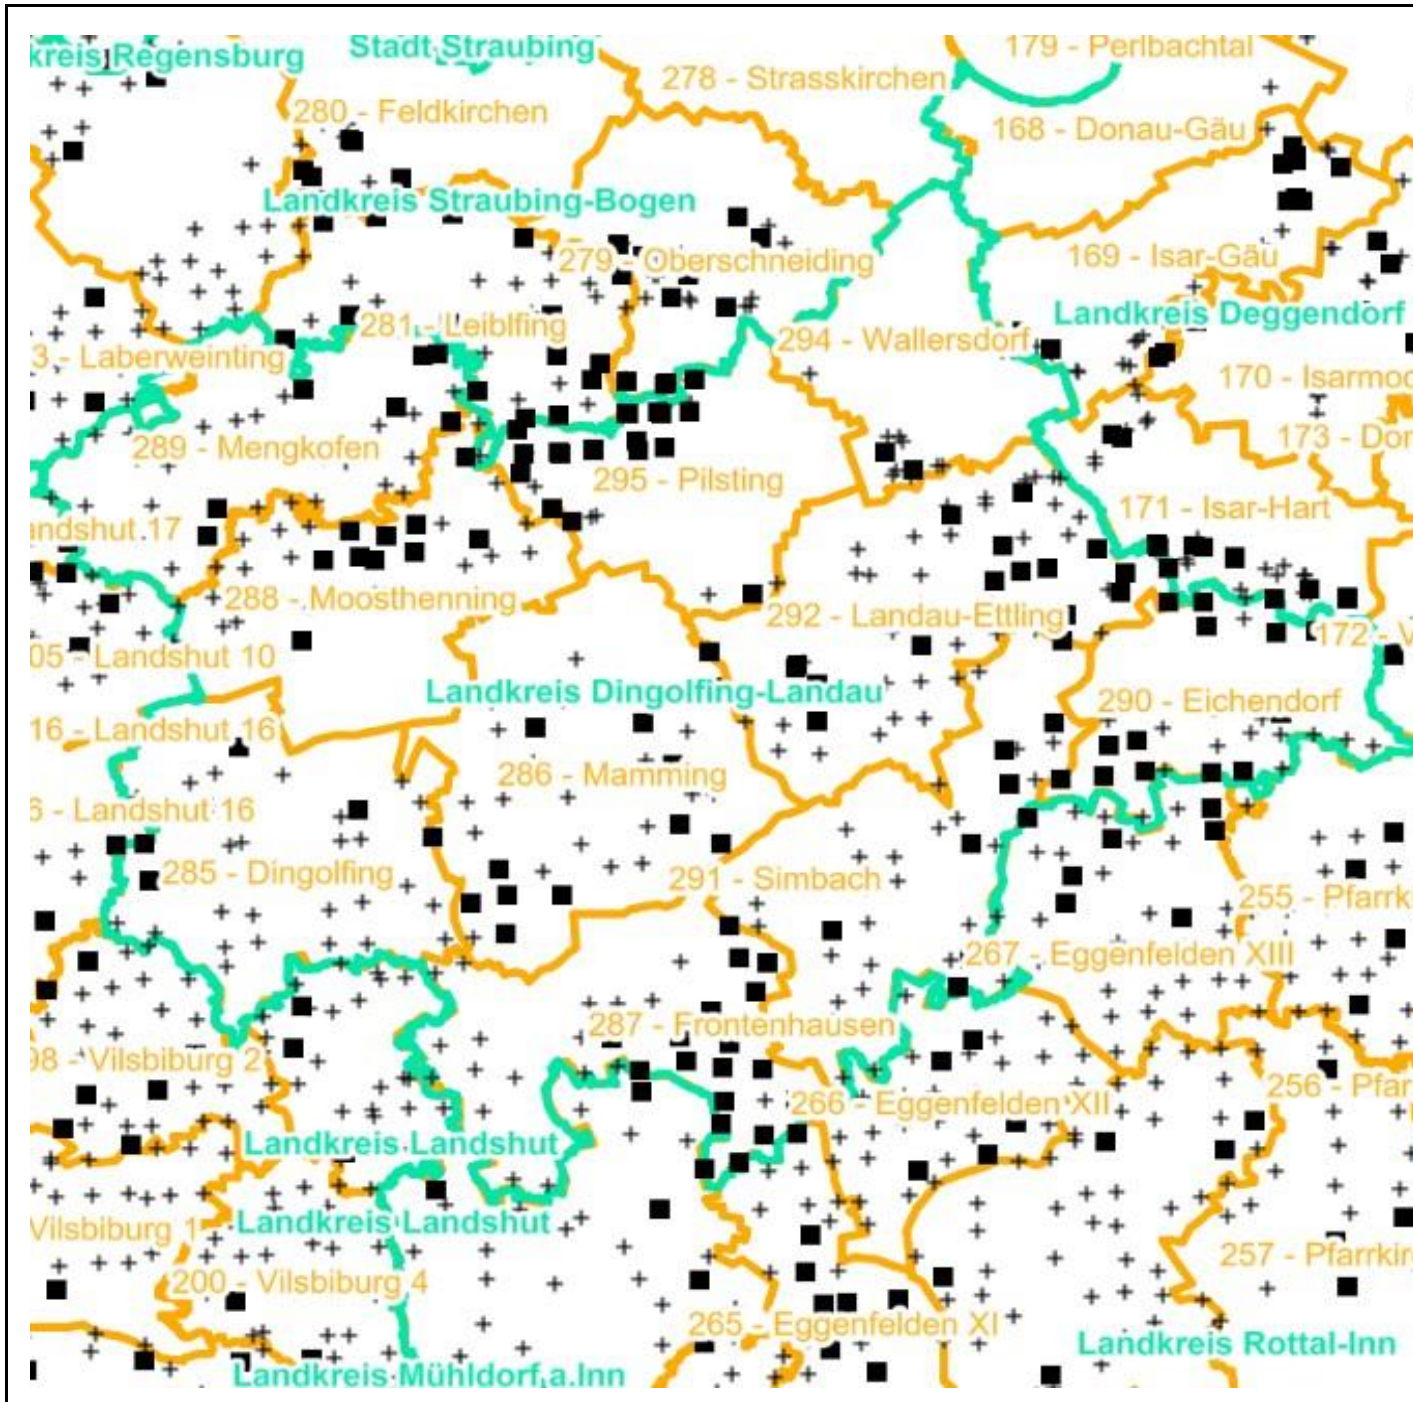 kreis Regensburg
Stadt Straubing
179 - Perlbachtal
278 - Strasskirchen
280 - Feldkirchen
168 - Donau-Gäu
Landkreis Straubing-Bogen
279 - Oberschneiding
169 - Isar-Gäu
Landkreis Deggendorf
281 - Leiblfing
294 - Wallersdorf
3 - Laberweinting
170 - Isarmoo
289 - Mengkofen
173 - Dor
295 - Pilsting
171 - Isar-Hart
andshut 17
288 - Moosthenning
292 - Landau-Ettling
172 - V
05 - Landshut 10
Landkreis Dingolfing-Landau
290 - Eichendorf
16 - Landshut 16
286 - Mamming
6 - Landshut 16
285 - Dingolfing
291 - Simbach
255 - Pfarrk
267 - Eggenfelden XIII
287 - Frontenhausen
98 - Vilsbiburg 2
256 - Pfar
266 - Eggenfelden XII
Landkreis Landshut
Landkreis Landshut
Vilsbiburg 1
257 - Pfarrkir
200 - Vilsbiburg 4
265 - Eggenfelden XI
Landkreis Rottal-Inn
Landkreis Mühldorf a.Inn